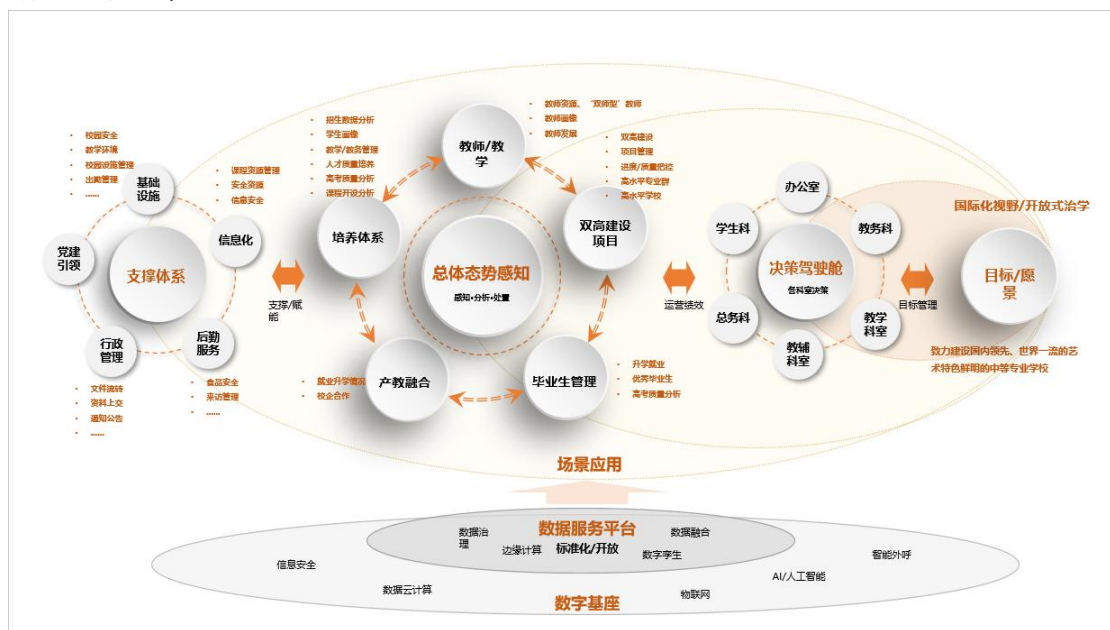 校园安全
教学环境
校园设施管理
出勤管理
......
基础
设施
课程资源管理
安全资源
信息安全
信息化
党建
引领
支撑体系
行政
管理
后勤
服务
文件流转
资料上交
通知公告
......
食品安全
来访管理
......
支撑/赋
能
招生数据分析
学生画像
教学/教务管理
人才质量培养
高考质量分析
课程开设分析
教师/教
学
教师资源、“双师型”教师
教师画像
教师发展
双高建设
项目管理
进度/质量把控
高水平专业群
高水平学校
培养体系
双高建设
项目
总体态势感知
感知•分析•处置
产教融合
就业升学情况
校企合作
毕业生管理
升学就业
优秀毕业生
高考质量分析
运营绩效
办公室
学生科
教务科
决策驾驶舱
各科室决策
总务科
教学
科室
教辅
科室
目标管理
国际化视野/开放式治学
目标/愿
景
致力建设国内领先、世界一流的艺
术特色鲜明的中等专业学校
场景应用
数据服务平台
标准化/开放
数据治
理
边缘计算
数据融合
数字孪生
信息安全
数据云计算
物联网
AI/人工智能
智能外呼
数字基座